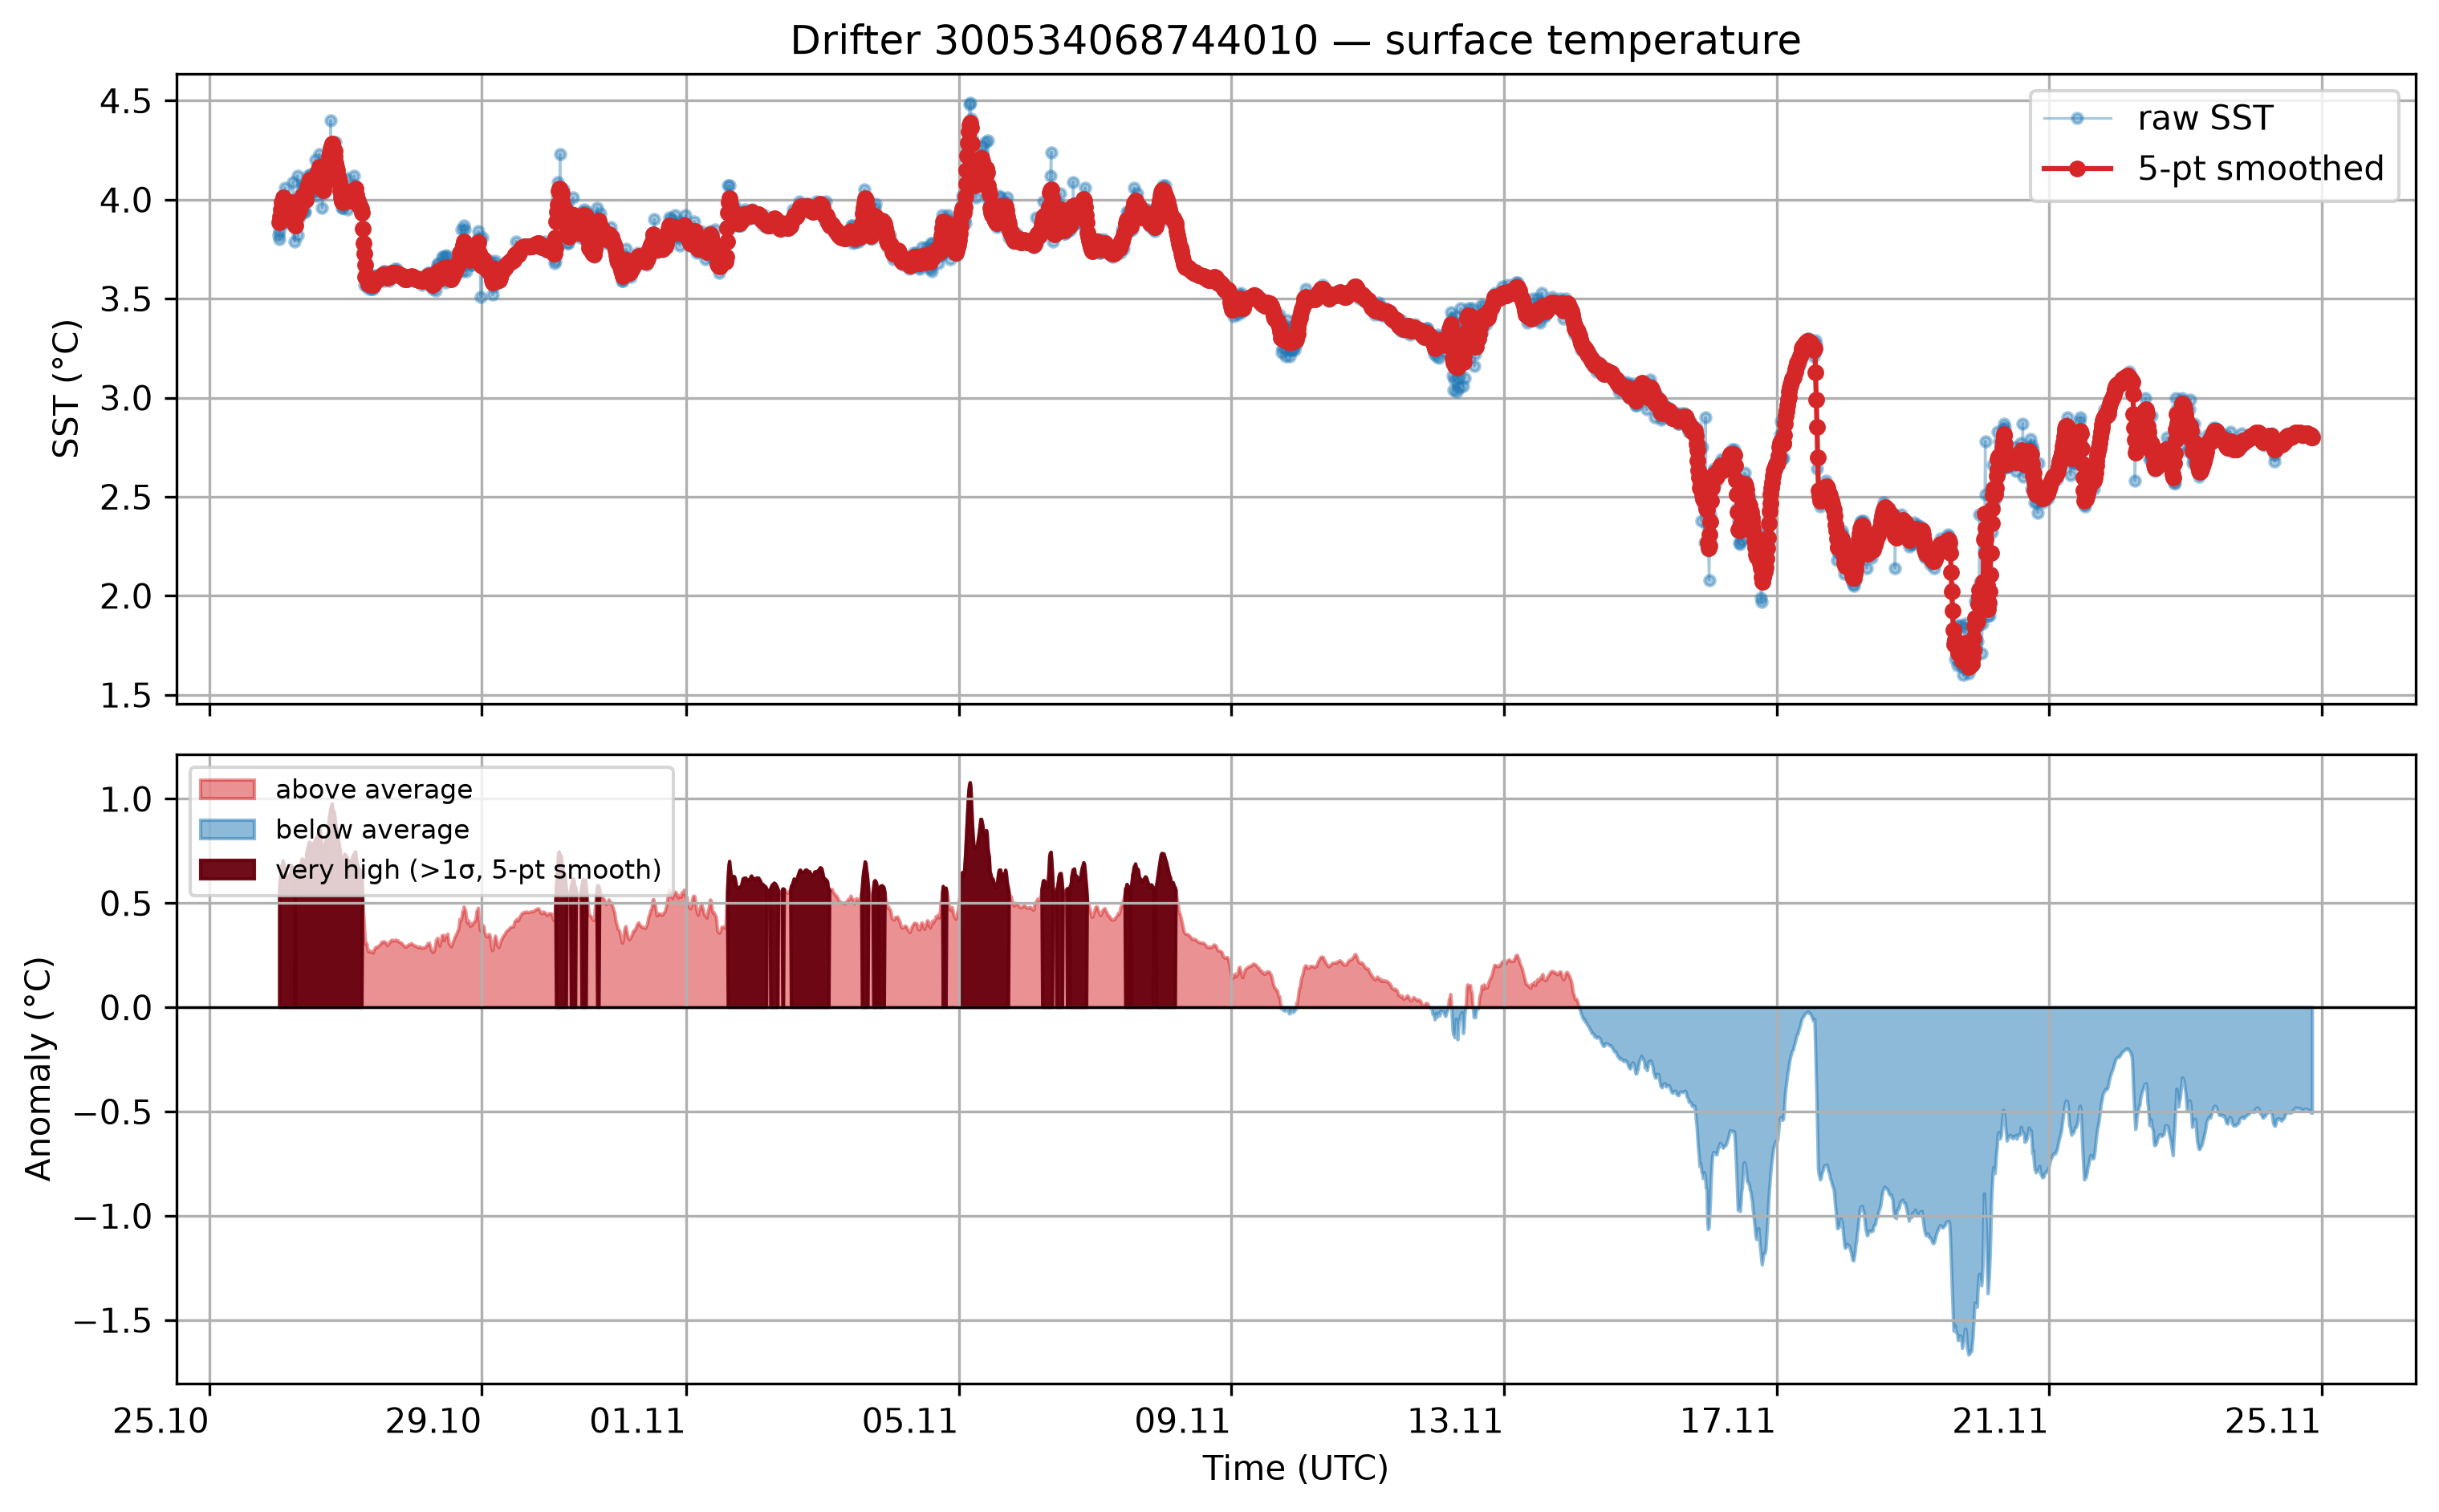 Drifter 300534068744010 — surface temperature
4.5
4.0
3.5
3.0
2.5
2.0
1.5
SST (°C)
raw SST
5-pt smoothed
1.0
0.5
0.0
−0.5
−1.0
−1.5
Anomaly (°C)
above average
below average
very high (>1σ, 5-pt smooth)
25.10
29.10
01.11
05.11
09.11
13.11
17.11
21.11
25.11
Time (UTC)